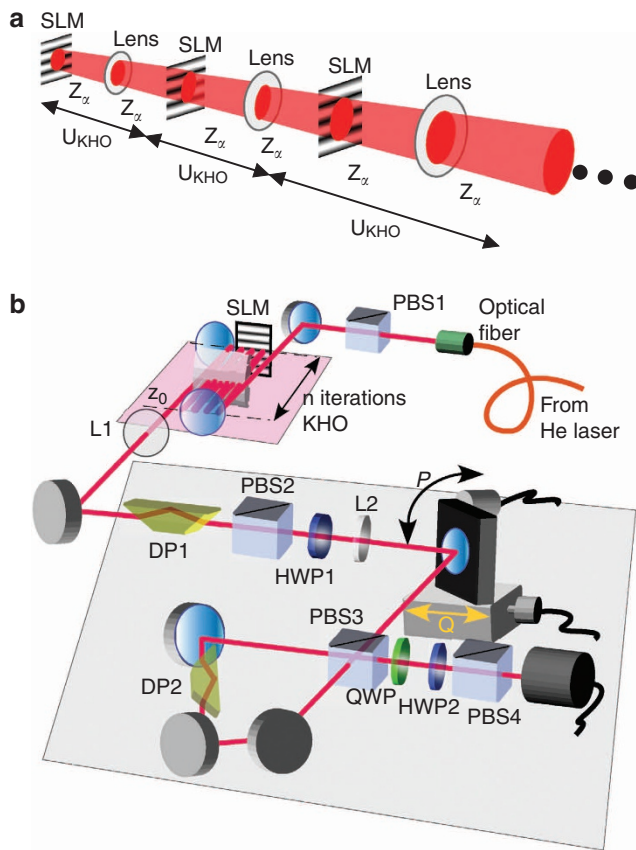 a
SLM
Lens
SLM
Lens
SLM
Lens
Zα
Zα
Zα
Zα
Zα
Zα
UKHO
UKHO
UKHO
b
SLM
PBS1
Optical
fiber
n iterations
KHO
From
He laser
z0
L1
PBS2
L2
P
DP1
HWP1
Q
PBS3
DP2
QWP
HWP2
PBS4